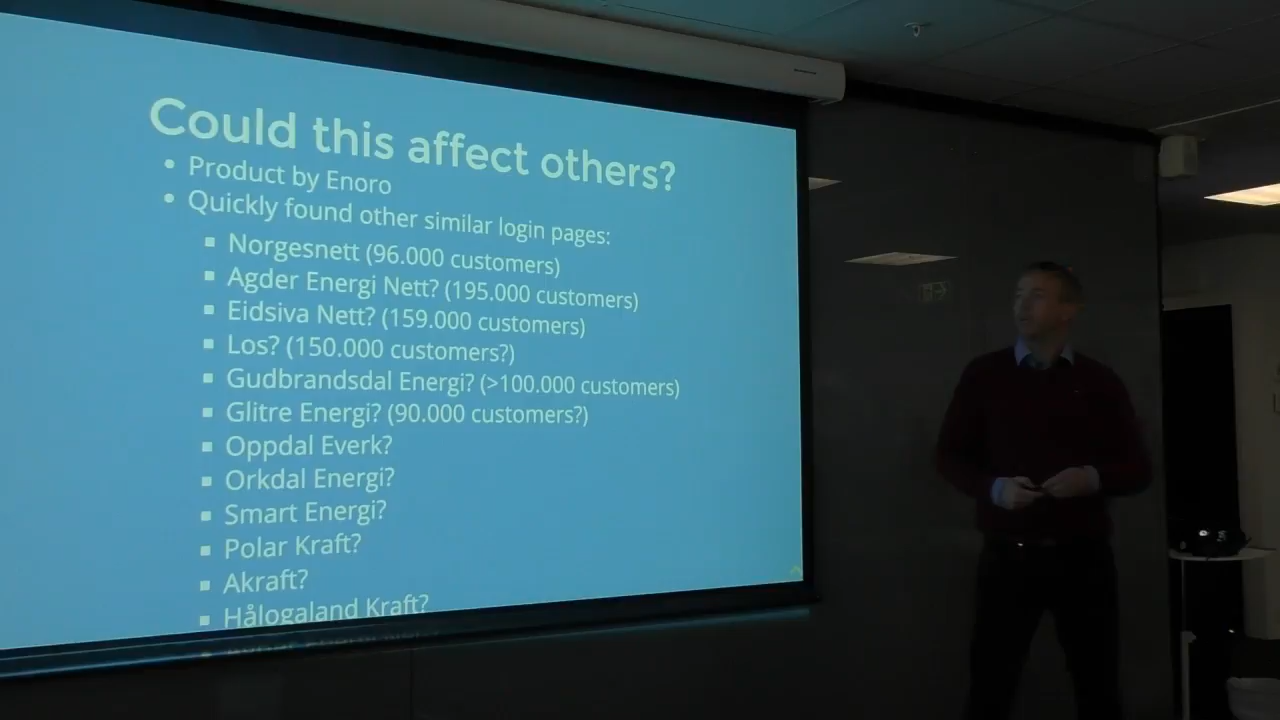 Could this affect others?
• Product by Enoro
• Quickly found other similar login pages:
▪ Norgesnett (96.000 customers)
▪ Agder Energi Nett? (195.000 customers)
▪ Eidsiva Nett? (159.000 customers)
▪ Los? (150.000 customers?)
▪ Gudbrandsdal Energi? (>100.000 customers)
▪ Glitre Energi? (90.000 customers?)
▪ Oppdal Everk?
▪ Orkdal Energi?
▪ Smart Energi?
▪ Polar Kraft?
▪ Akraft?
▪ Hålogaland Kraft?